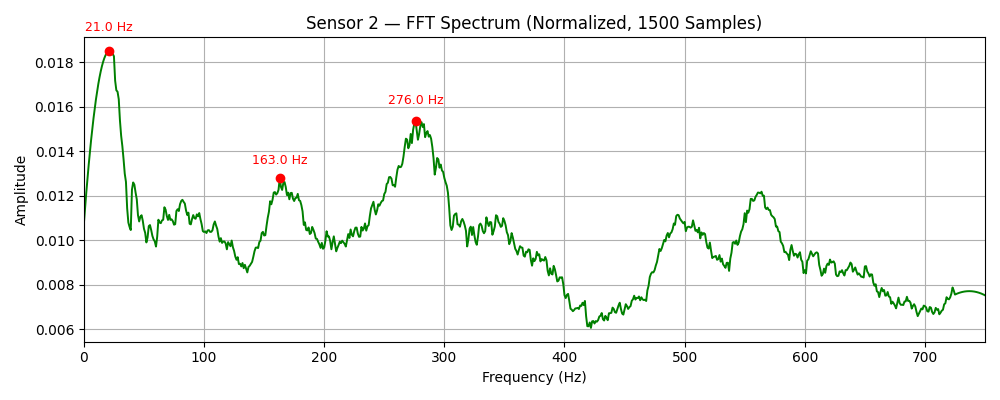 Sensor 2 — FFT Spectrum (Normalized, 1500 Samples)
21.0 Hz
163.0 Hz
276.0 Hz
Amplitude
0.018
0.016
0.014
0.012
0.010
0.008
0.006
0 100 200 300 400 500 600 700
Frequency (Hz)